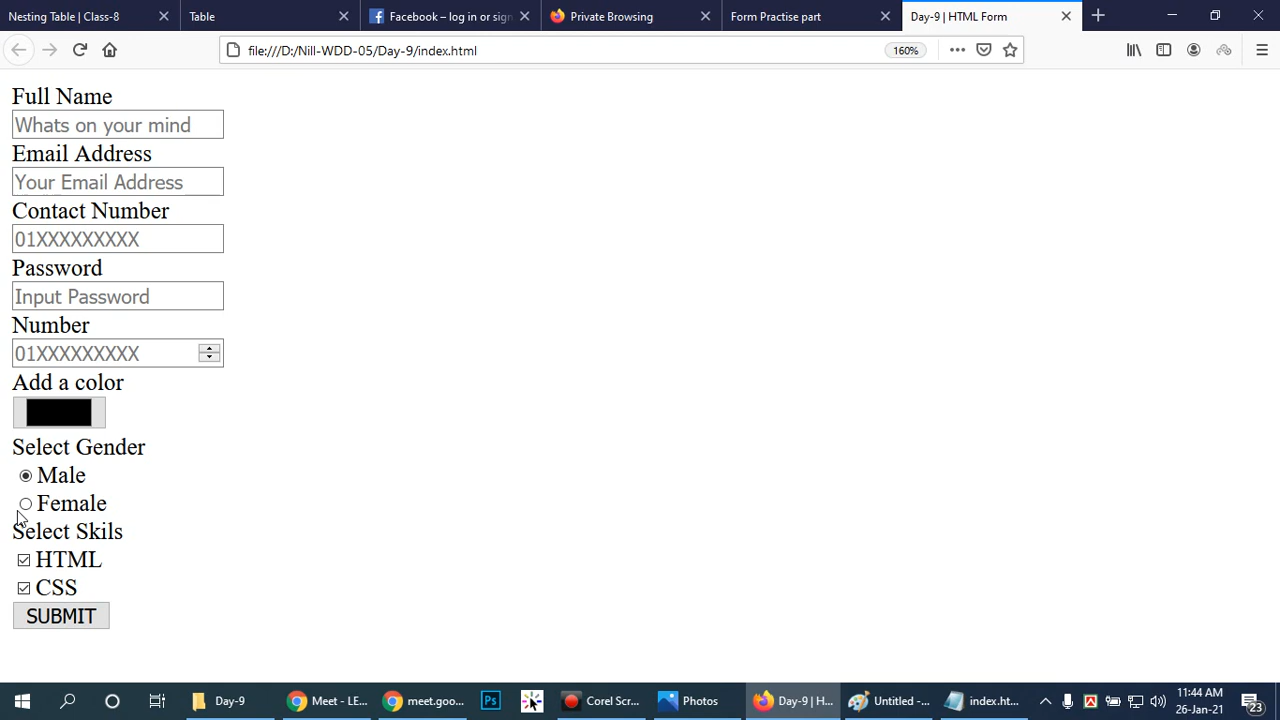 Nesting Table | Class-8
Table
Facebook – log in or sign
Private Browsing
Form Practise part
Day-9 | HTML Form
file:///D:/Nill-WDD-05/Day-9/index.html
160%
Full Name
Whats on your mind
Email Address
Your Email Address
Contact Number
01XXXXXXXXX
Password
Input Password
Number
01XXXXXXXXX
Add a color
Select Gender
Male
Female
Select Skils
HTML
CSS
SUBMIT
Day-9
Meet - LE...
meet.goo...
Ps
Corel Scr...
Photos
Day-9 | H...
Untitled -...
index.ht...
11:44 AM
26-Jan-21
23